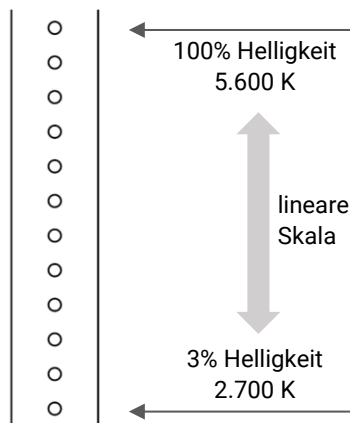 100% Helligkeit
5.600 K
lineare
Skala
3% Helligkeit
2.700 K